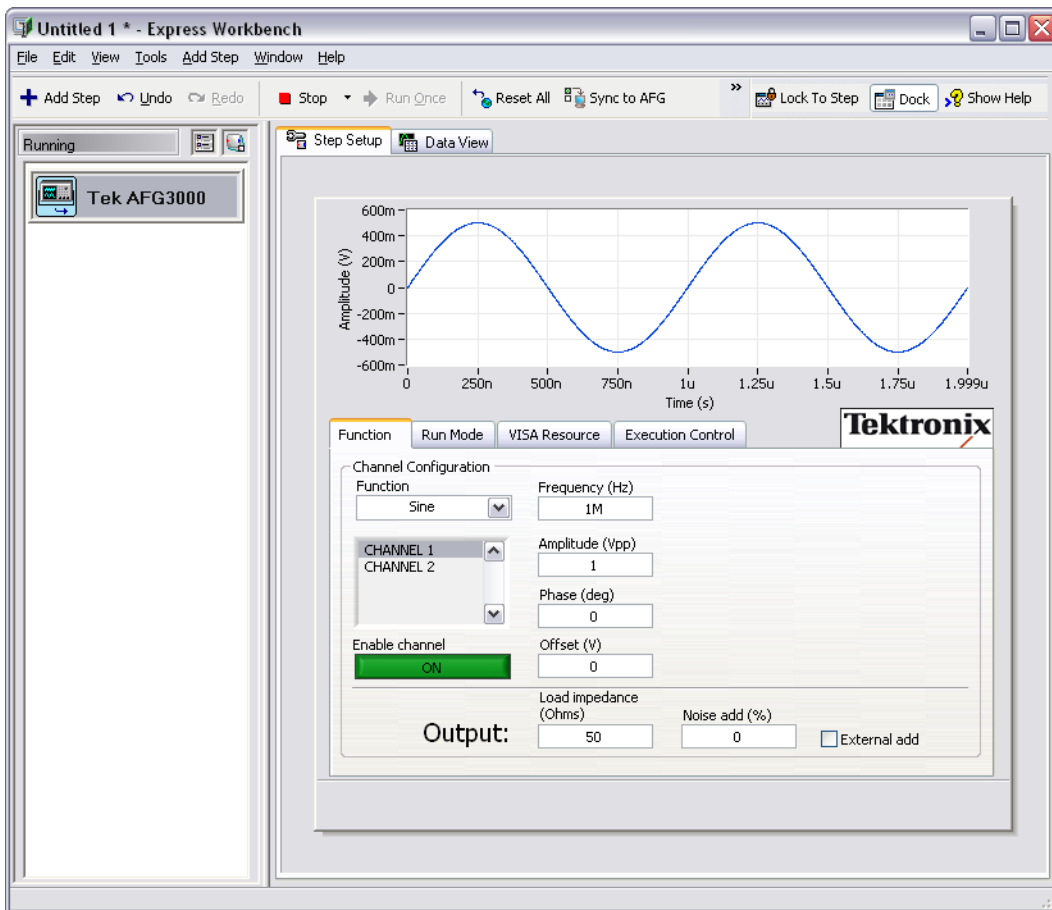 Untitled 1 * - Express Workbench
File Edit View Tools Add Step Window Help
Add Step Undo Redo Stop Run Once Reset All Sync to AFG » Lock To Step Dock Show Help
Running
Tek AFG3000
Step Setup Data View
Amplitude (V)
600m
400m
200m
0
-200m
-400m
-600m
0 250n 500n 750n 1u 1.25u 1.5u 1.75u 1.999u
Time (s)
Tektronix
Function Run Mode VISA Resource Execution Control
Channel Configuration
Function
Sine
Frequency (Hz)
1M
CHANNEL 1
CHANNEL 2
Amplitude (Vpp)
1
Phase (deg)
0
Enable channel
ON
Offset (V)
0
Output:
Load impedance
(Ohms)
50
Noise add (%)
0
External add